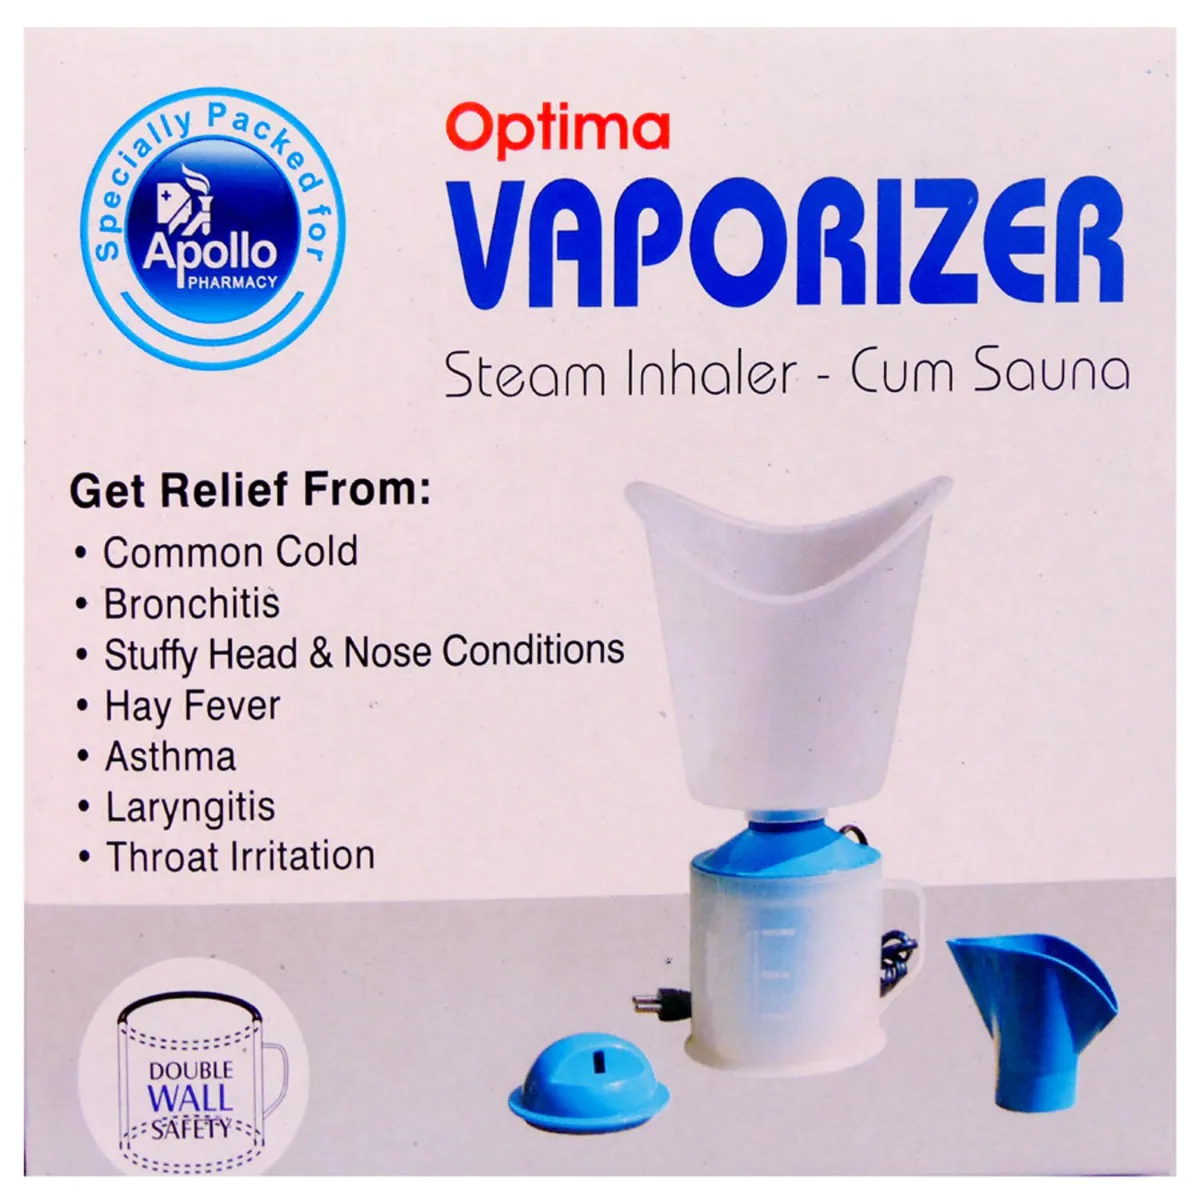 Specially Packed for
Apollo
PHARMACY
Optima
VAPORIZER
Steam Inhaler - Cum Sauna
Get Relief From:
• Common Cold
• Bronchitis
• Stuffy Head & Nose Conditions
• Hay Fever
• Asthma
• Laryngitis
• Throat Irritation
DOUBLE
WALL
SAFETY